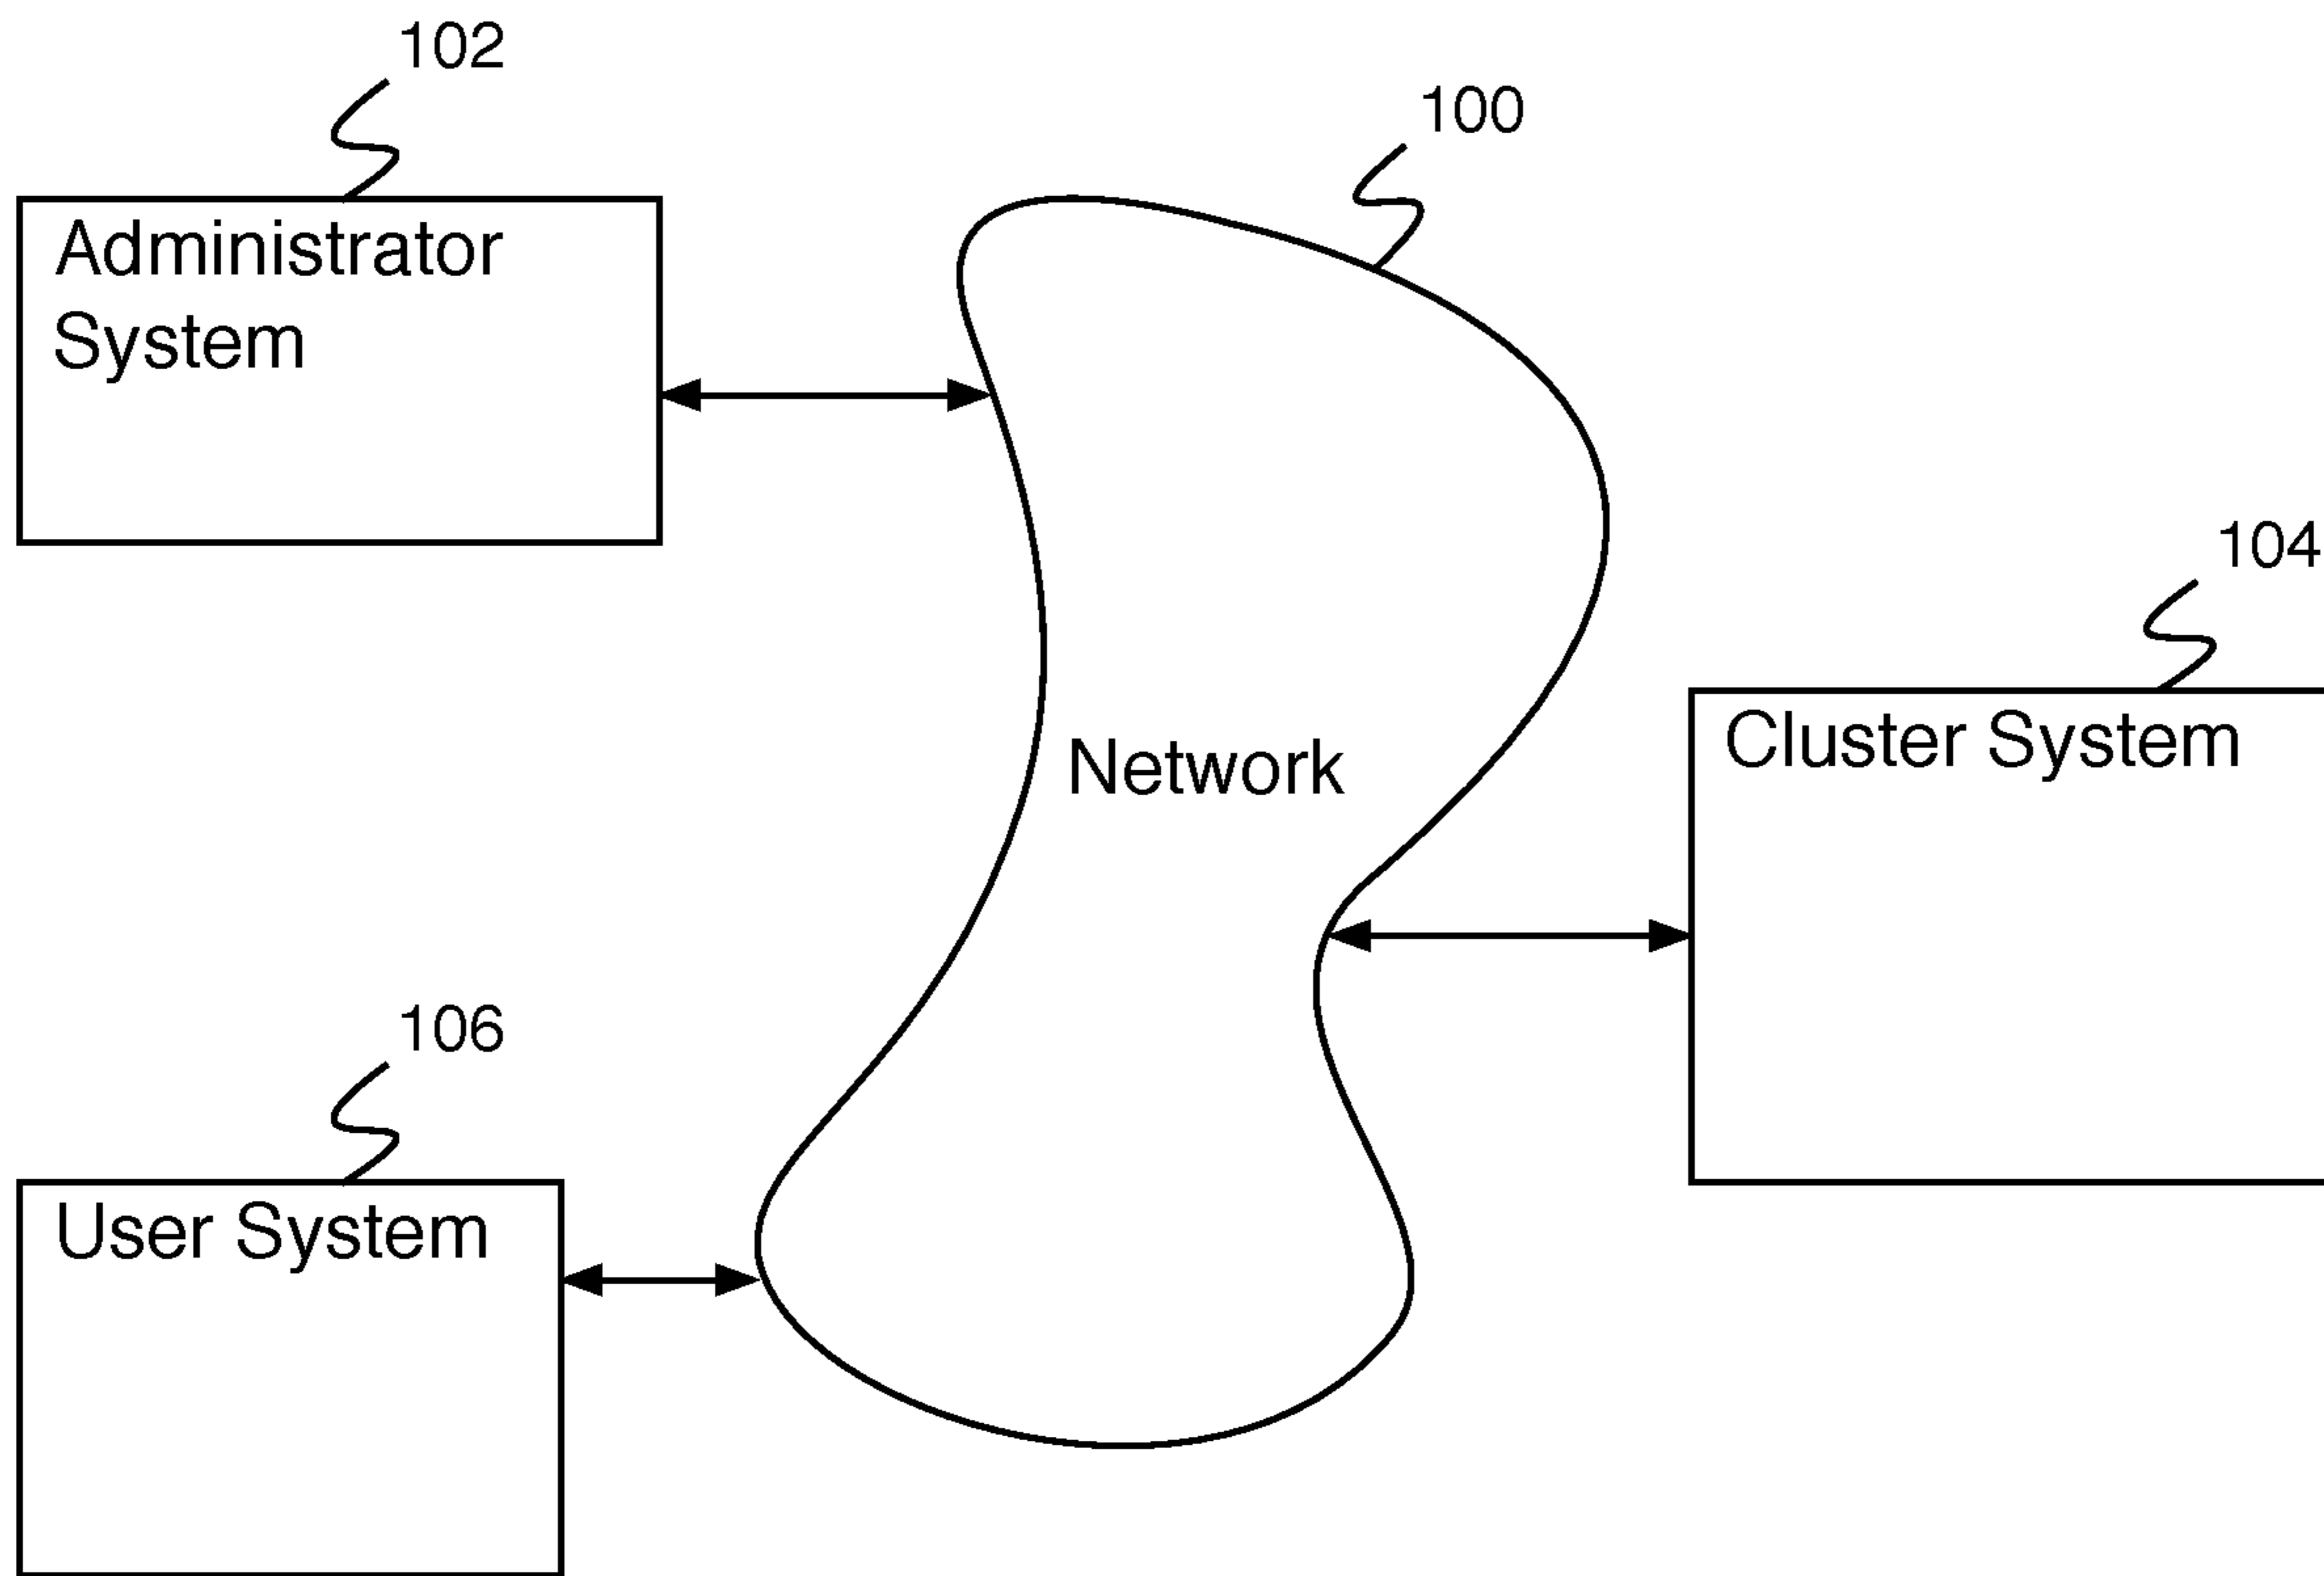 102
100
Administrator
System
104
Cluster System
Network
106
User System